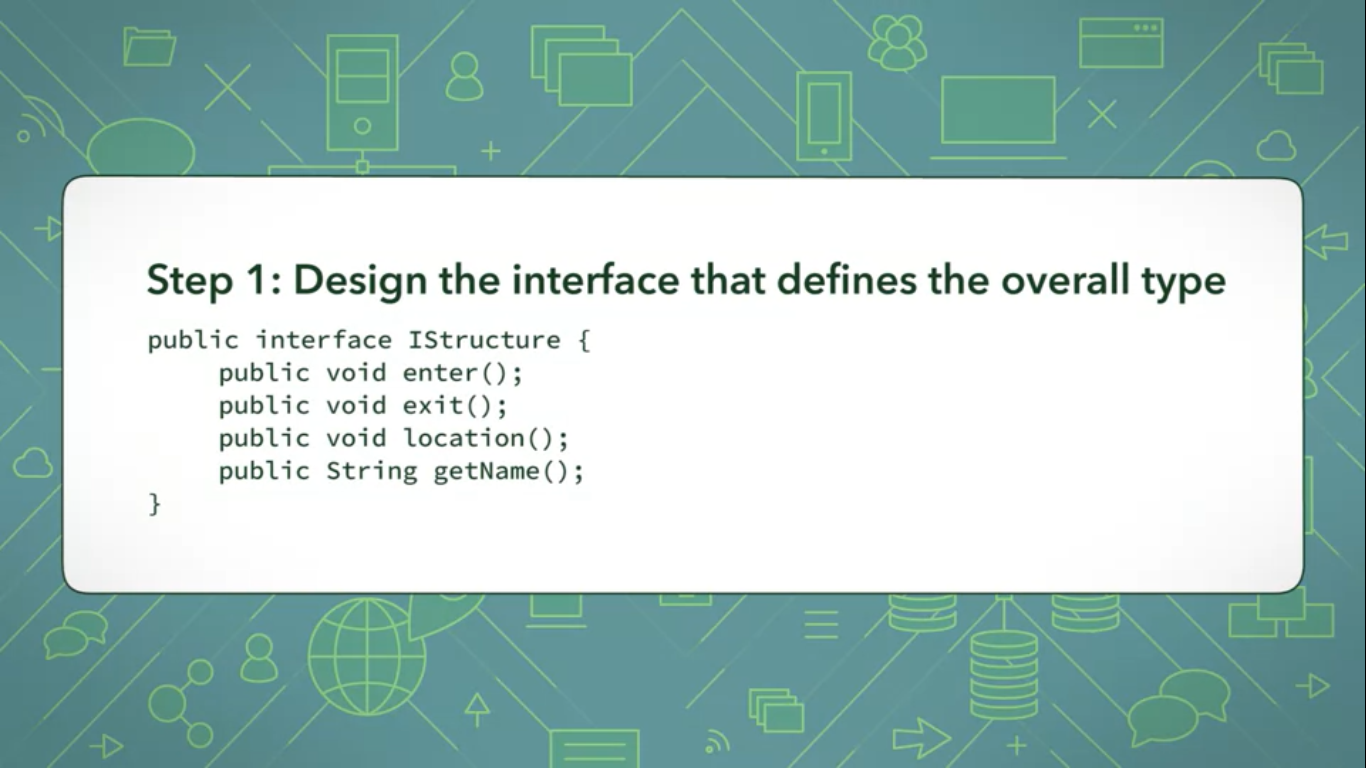 Step 1: Design the interface that defines the overall type
public interface IStructure {
public void enter();
public void exit();
public void location();
public String getName();
}